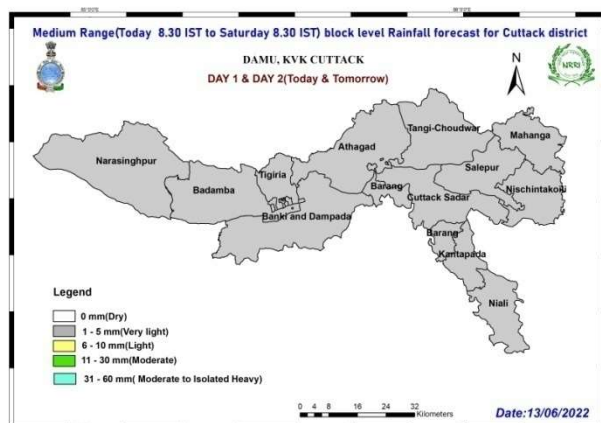 Medium Range(Today 8.30 IST to Saturday 8.30 IST) block level Rainfall forecast for Cuttack district
DAMU, KVK CUTTACK
DAY 1 & DAY 2(Today & Tomorrow)
N
NRRI
Tangi-Choudwar
Mahanga
Athagad
Narasinghpur
Salepur
Tigiria
Badamba
Barang
Nischintakoili
Cuttack Sadar
Banki and Dampada
Barang
Kantapada
Niali
Legend
0 mm(Dry)
1 - 5 mm(Very light)
6 - 10 mm(Light)
11 - 30 mm(Moderate)
31 - 60 mm( Moderate to Isolated Heavy)
0 4 8 16 24 32
Kilometers
Date:13/06/2022